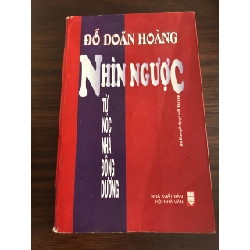 ĐỖ DOÃN HOÀNG
NHÌN NGƯỢC
TỪ
NÓC
NHÀ
ĐÔNG
DƯƠNG
NHÀ XUẤT BẢN
HỘI NHÀ VĂN